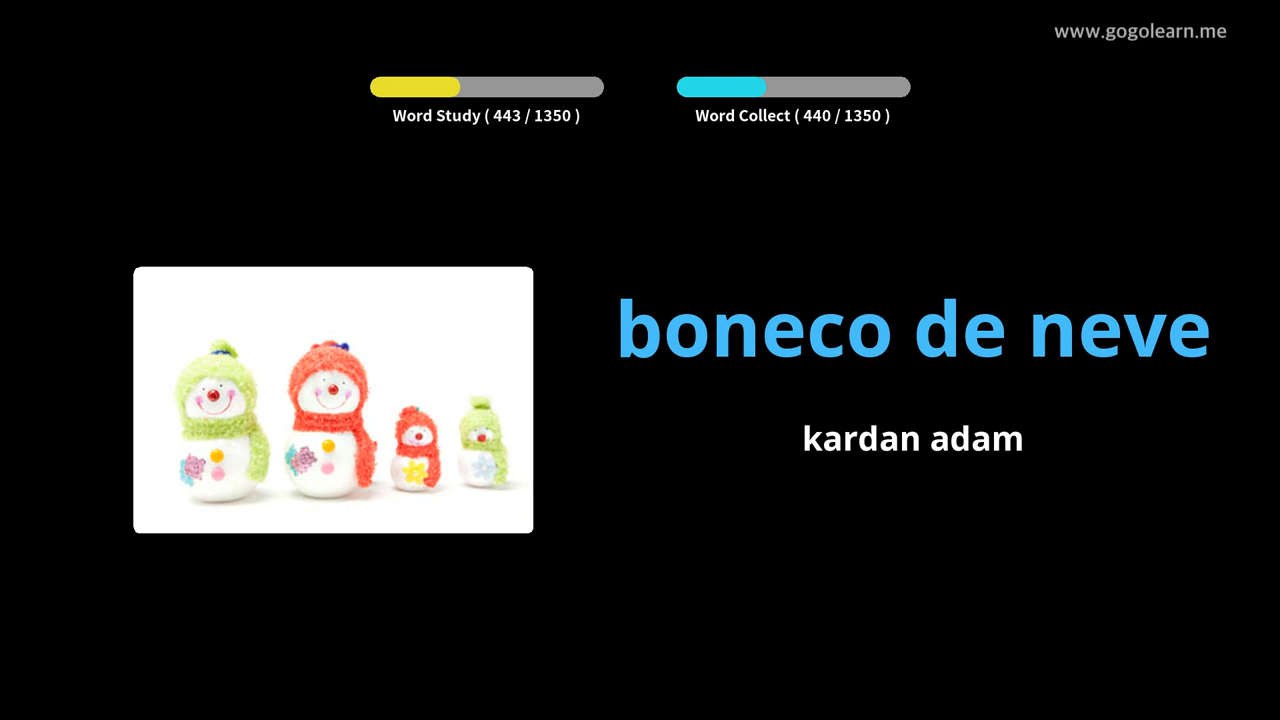 www.gogolearn.me
Word Study ( 443 / 1350 )
Word Collect ( 440 / 1350 )
boneco de neve
kardan adam